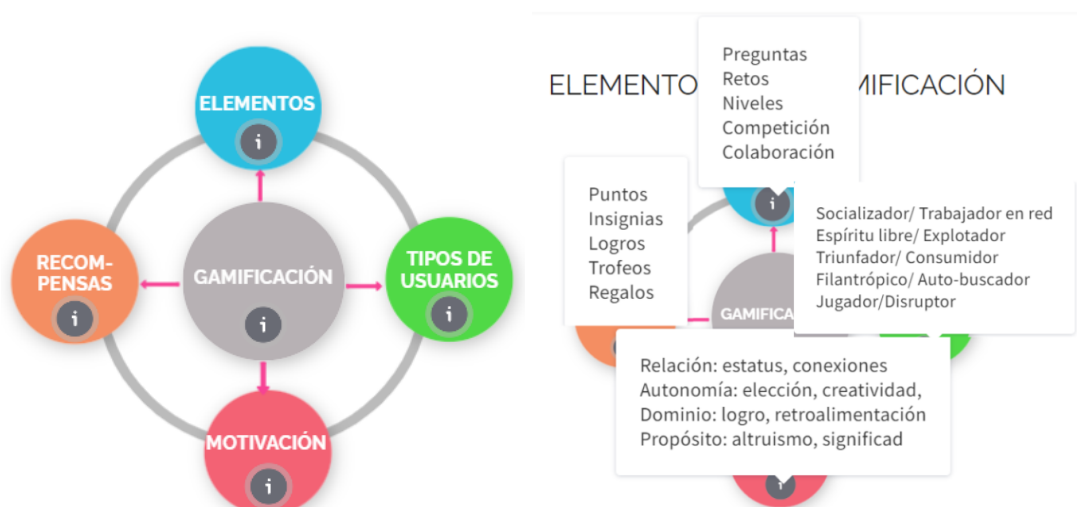 ELEMENTOS
i
RECOM-
PENSAS
i
GAMIFICACIÓN
i
TIPOS DE
USUARIOS
i
MOTIVACIÓN
i
ELEMENTO
MIFICACIÓN
Preguntas
Retos
Niveles
Competición
Colaboración
i
Puntos
Insignias
Logros
Trofeos
Regalos
Socializador/ Trabajador en red
Espíritu libre/ Explotador
Triunfador/ Consumidor
Filantrópico/ Auto-buscador
Jugador/Disruptor
GAMIFICA
Relación: estatus, conexiones
Autonomía: elección, creatividad,
Dominio: logro, retroalimentación
Propósito: altruismo, significad
i